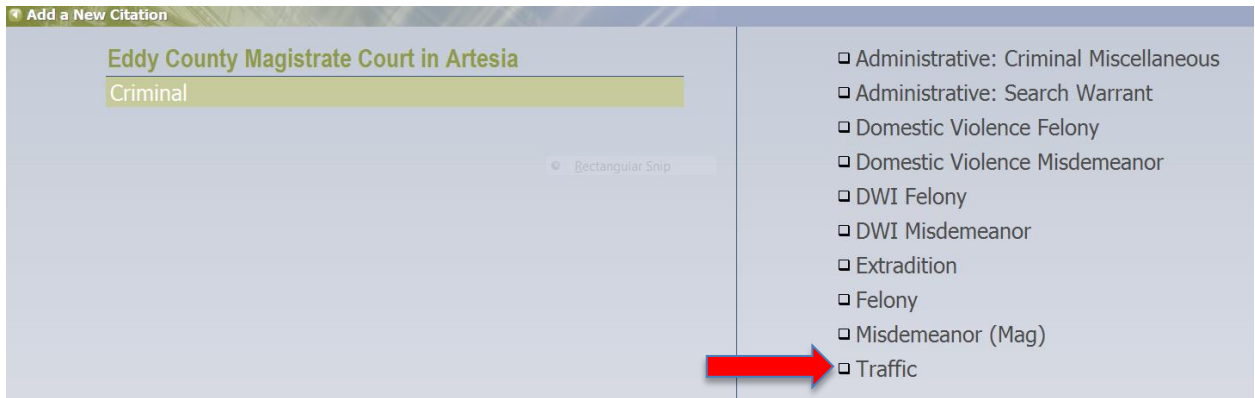 Add a New Citation
Eddy County Magistrate Court in Artesia
Criminal
Rectangular Snip
Administrative: Criminal Miscellaneous
Administrative: Search Warrant
Domestic Violence Felony
Domestic Violence Misdemeanor
DWI Felony
DWI Misdemeanor
Extradition
Felony
Misdemeanor (Mag)
Traffic